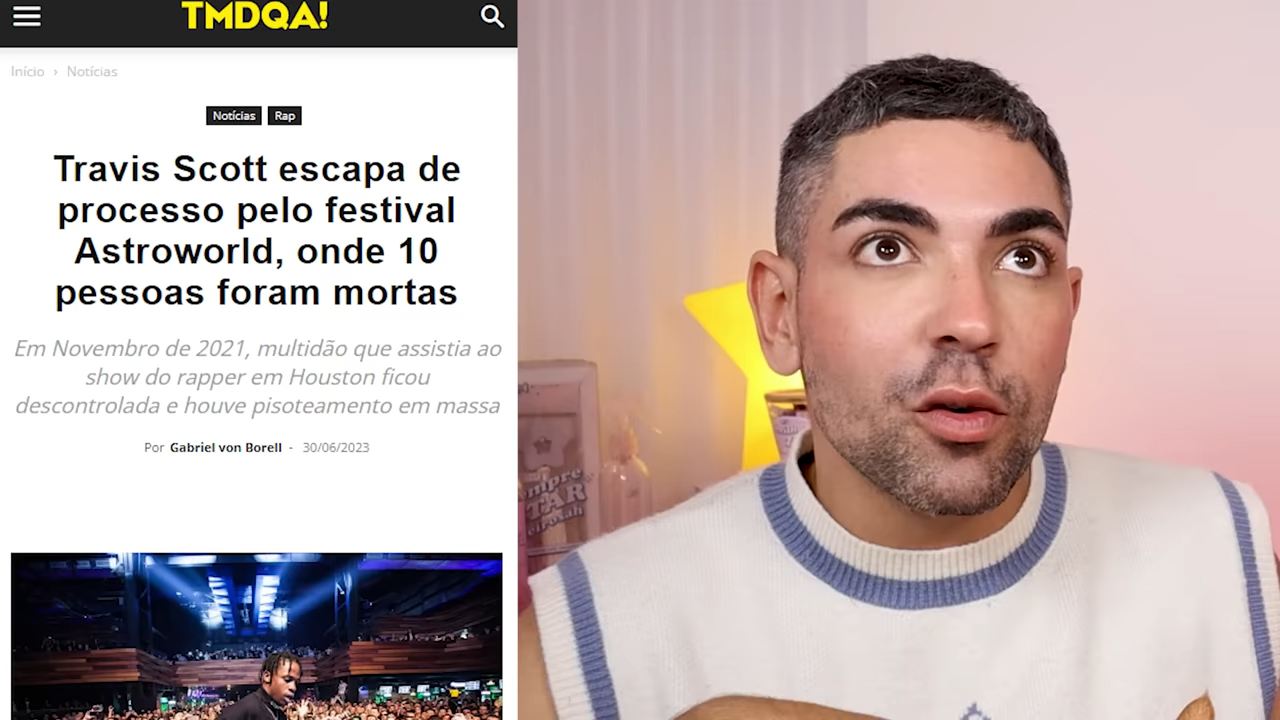 TMDQA!
Início › Notícias
Notícias Rap
Travis Scott escapa de
processo pelo festival
Astroworld, onde 10
pessoas foram mortas
Em Novembro de 2021, multidão que assistia ao
show do rapper em Houston ficou
descontrolada e houve pisoteamento em massa
Por Gabriel von Borell - 30/06/2023
TAR